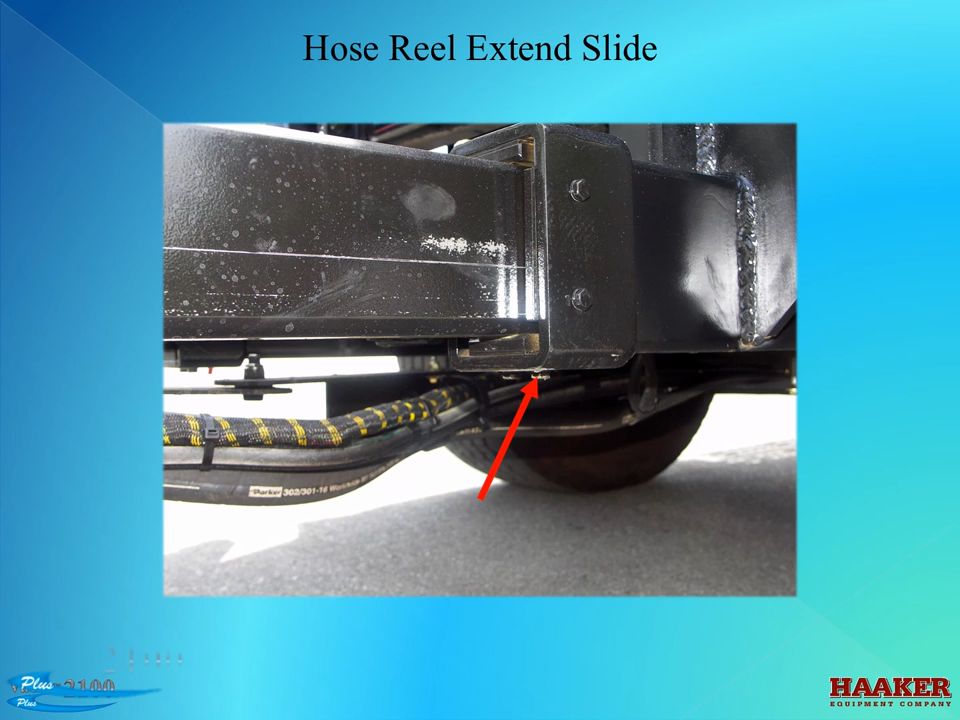 Hose Reel Extend Slide
Parker 302/301-16
Plus
2100
Plus
HAAKER
EQUIPMENT COMPANY